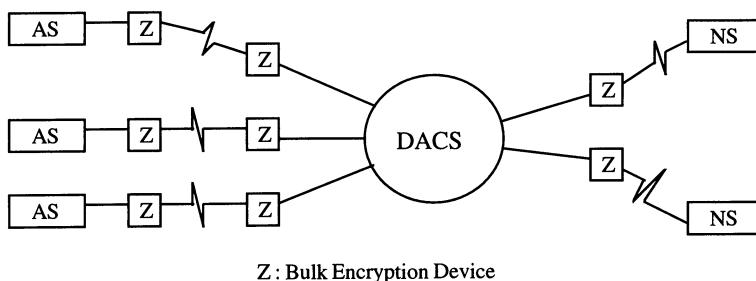 AS Z Z Z NS
DACS
AS Z Z
AS Z Z Z NS
Z : Bulk Encryption Device